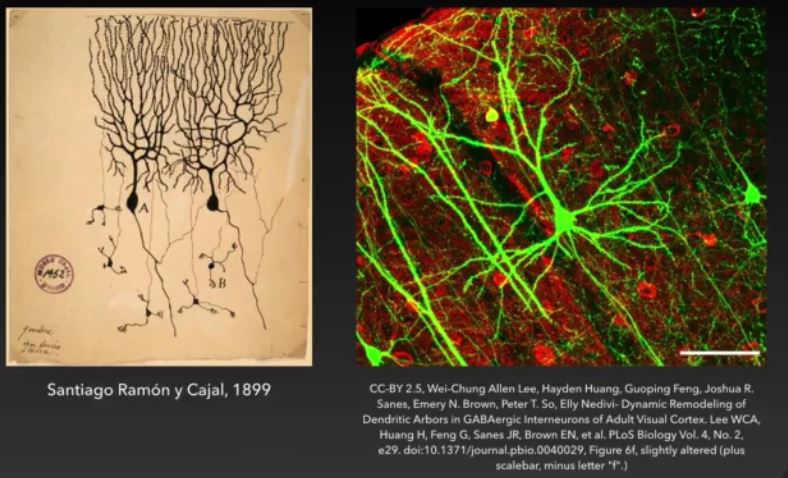 A
B
MUSEO CAJAL
1952
MADRID
Santiago Ramón y Cajal, 1899
CC-BY 2.5, Wei-Chung Allen Lee, Hayden Huang, Guoping Feng, Joshua R.
Sanes, Emery N. Brown, Peter T. So, Elly Nedivi- Dynamic Remodeling of
Dendritic Arbors in GABAergic Interneurons of Adult Visual Cortex. Lee WCA,
Huang H, Feng G, Sanes JR, Brown EN, et al. PLoS Biology Vol. 4, No. 2,
e29. doi:10.1371/journal.pbio.0040029, Figure 6f, slightly altered (plus
scalebar, minus letter "f".)